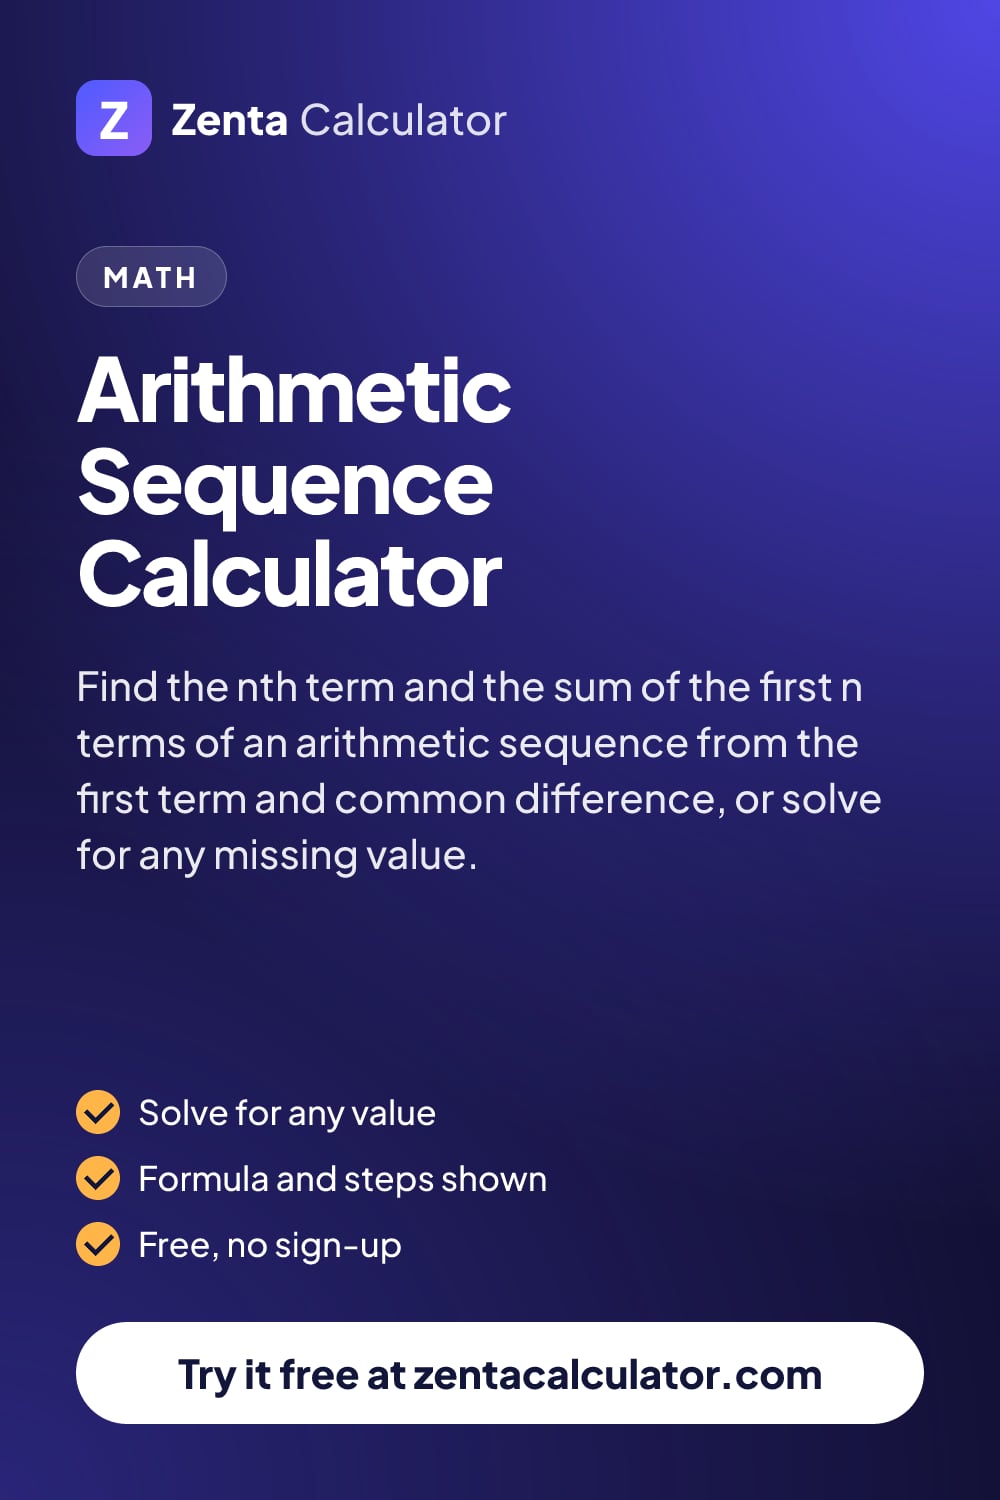 Z
Zenta Calculator
MATH
Arithmetic
Sequence
Calculator
Find the nth term and the sum of the first n
terms of an arithmetic sequence from the
first term and common difference, or solve
for any missing value.
Solve for any value
Formula and steps shown
Free, no sign-up
Try it free at zentacalculator.com